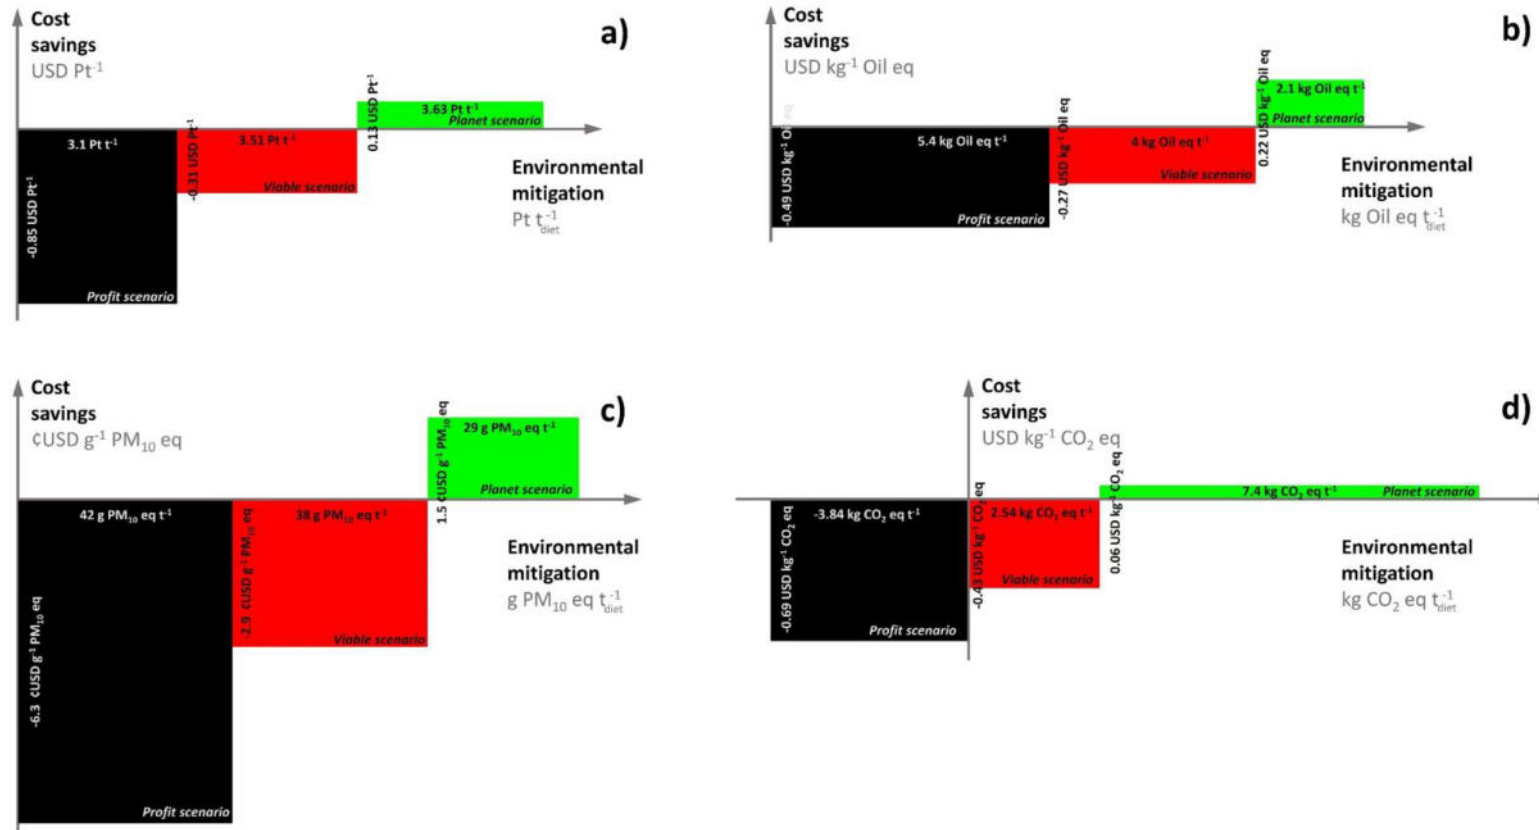 Cost
savings
USD Pt⁻¹
a)
3.1 Pt t⁻¹
-0.85 USD Pt⁻¹
Profit scenario
-0.31 USD Pt⁻¹
3.51 Pt t⁻¹
Viable scenario
0.13 USD Pt⁻¹
3.63 Pt t⁻¹
Planet scenario
Environmental
mitigation
Pt t⁻¹diet
Cost
savings
USD kg⁻¹ Oil eq
b)
-0.49 USD kg⁻¹ Oil eq
5.4 kg Oil eq t⁻¹
Profit scenario
-0.27 USD kg⁻¹ Oil eq
4 kg Oil eq t⁻¹
Viable scenario
0.22 USD kg⁻¹ Oil eq
2.1 kg Oil eq t⁻¹
Planet scenario
Environmental
mitigation
kg Oil eq t⁻¹diet
Cost
savings
¢USD g⁻¹ PM₁₀ eq
c)
42 g PM₁₀ eq t⁻¹
-6.3 ¢USD g⁻¹ PM₁₀ eq
Profit scenario
-2.9 ¢USD g⁻¹ PM₁₀ eq
38 g PM₁₀ eq t⁻¹
Viable scenario
1.5 ¢USD g⁻¹ PM₁₀ eq
29 g PM₁₀ eq t⁻¹
Planet scenario
Environmental
mitigation
g PM₁₀ eq t⁻¹diet
Cost
savings
USD kg⁻¹ CO₂ eq
d)
-0.69 USD kg⁻¹ CO₂ eq
-3.84 kg CO₂ eq t⁻¹
Profit scenario
-0.43 USD kg⁻¹ CO₂ eq
2.54 kg CO₂ eq t⁻¹
Viable scenario
0.06 USD kg⁻¹ CO₂ eq
7.4 kg CO₂ eq t⁻¹
Planet scenario
Environmental
mitigation
kg CO₂ eq t⁻¹diet